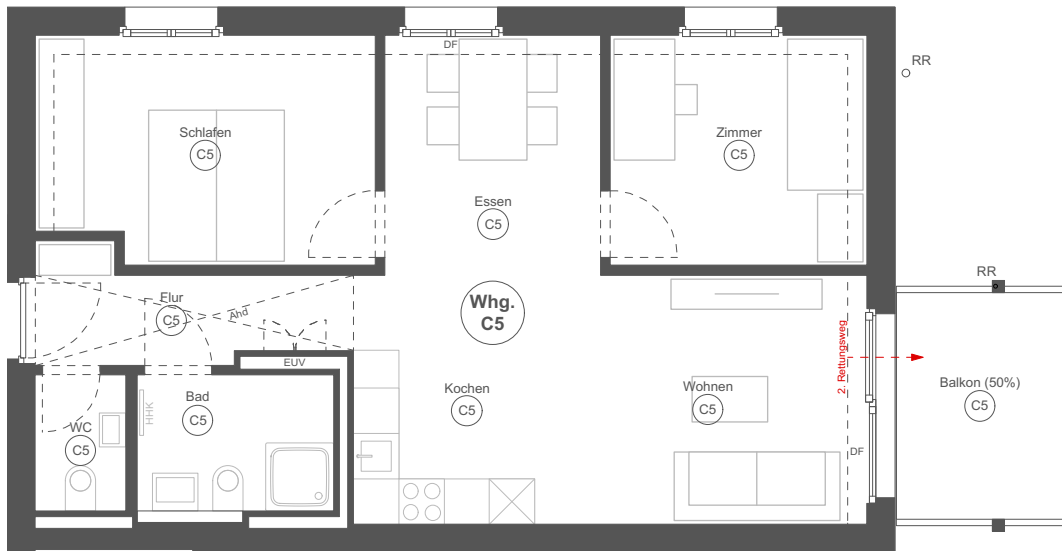 DF
RR
Schlafen
C5
Zimmer
C5
Essen
C5
RR
Flur
C5
Ahd
Whg.
C5
EUV
2. Rettungsweg
Bad
C5
HHK
Kochen
C5
Wohnen
C5
Balkon (50%)
C5
WC
C5
DF